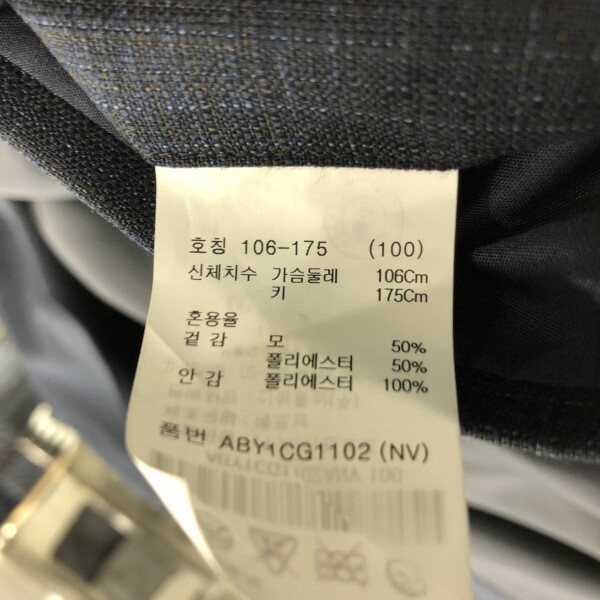 호칭 106-175 (100)
신체치수 가슴둘레 106Cm
키 175Cm
혼용율
겉 감 모 50%
폴리에스터 50%
안 감 폴리에스터 100%
품번 ABY1CG1102 (NV)